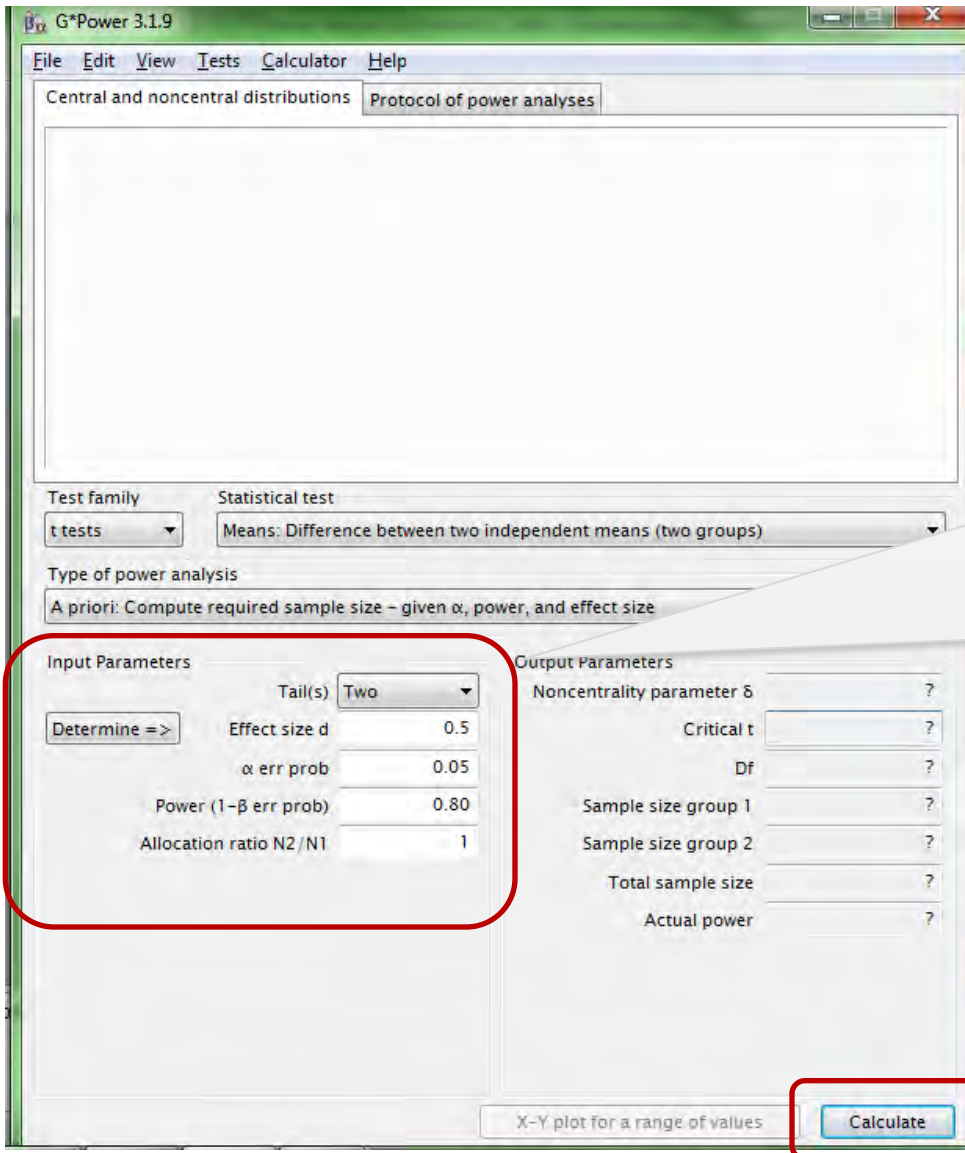 G*Power 3.1.9
File Edit View Tests Calculator Help
Central and noncentral distributions Protocol of power analyses
Test family Statistical test
t tests Means: Difference between two independent means (two groups)
Type of power analysis
A priori: Compute required sample size – given α, power, and effect size
Input Parameters Output Parameters
Tail(s) Two Noncentrality parameter δ ?
Determine => Effect size d 0.5 Critical t ?
α err prob 0.05 Df ?
Power (1–β err prob) 0.80 Sample size group 1 ?
Allocation ratio N2/N1 1 Sample size group 2 ?
Total sample size ?
Actual power ?
X–Y plot for a range of values Calculate